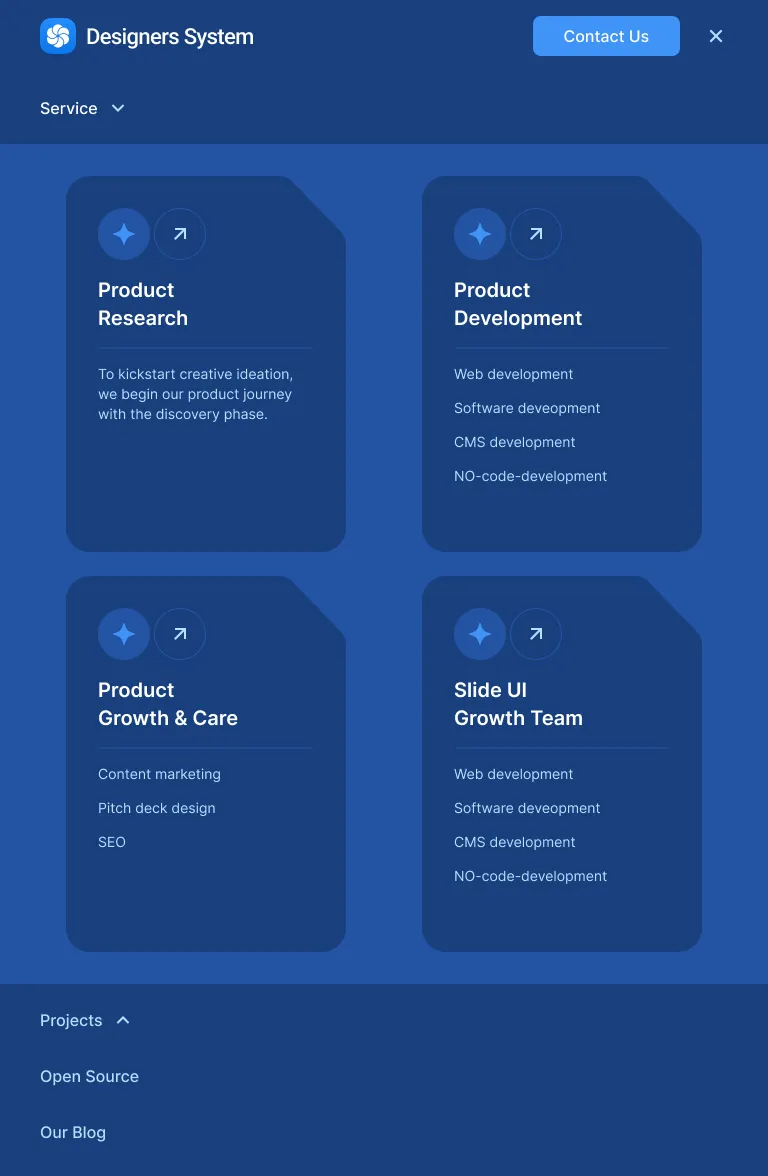 Designers System
Contact Us
Service
Product
Research
To kickstart creative ideation,
we begin our product journey
with the discovery phase.
Product
Development
Web development
Software deveopment
CMS development
NO-code-development
Product
Growth & Care
Content marketing
Pitch deck design
SEO
Slide UI
Growth Team
Web development
Software deveopment
CMS development
NO-code-development
Projects
Open Source
Our Blog